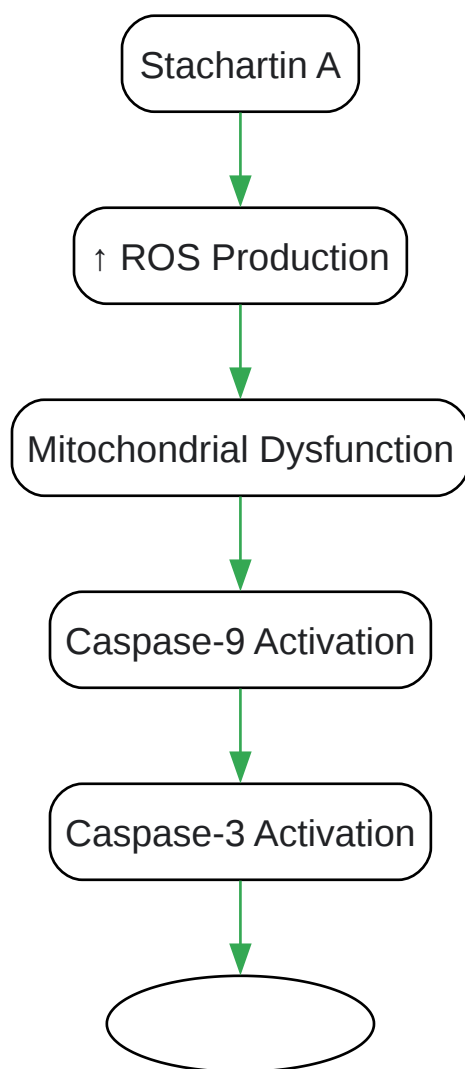 Stachartin A
↑ ROS Production
Mitochondrial Dysfunction
Caspase-9 Activation
Caspase-3 Activation